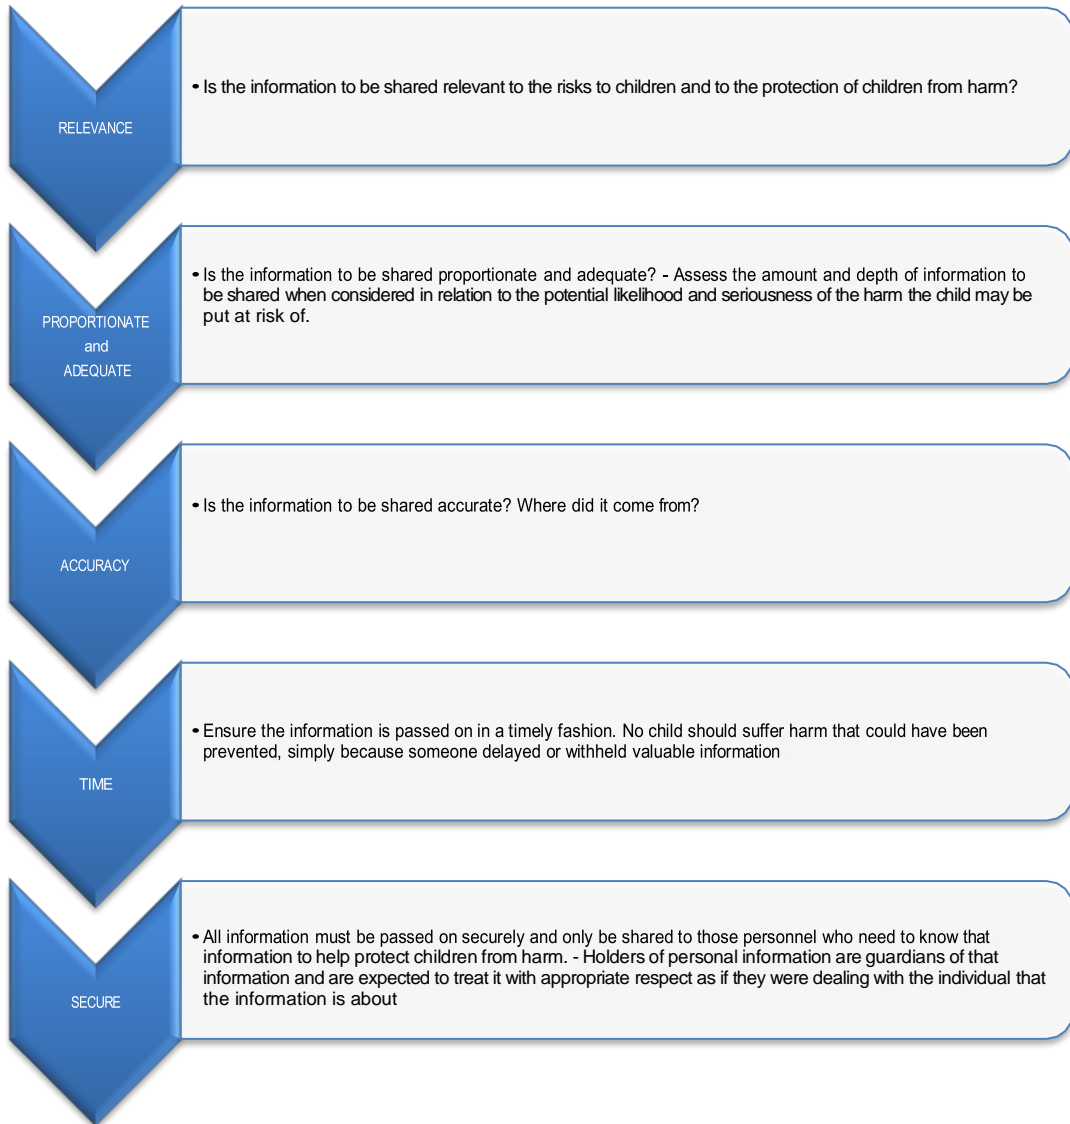 RELEVANCE
• Is the information to be shared relevant to the risks to children and to the protection of children from harm?
PROPORTIONATE
and
ADEQUATE
• Is the information to be shared proportionate and adequate? - Assess the amount and depth of information to
be shared when considered in relation to the potential likelihood and seriousness of the harm the child may be
put at risk of.
ACCURACY
• Is the information to be shared accurate? Where did it come from?
TIME
• Ensure the information is passed on in a timely fashion. No child should suffer harm that could have been
prevented, simply because someone delayed or withheld valuable information
SECURE
• All information must be passed on securely and only be shared to those personnel who need to know that
information to help protect children from harm. - Holders of personal information are guardians of that
information and are expected to treat it with appropriate respect as if they were dealing with the individual that
the information is about